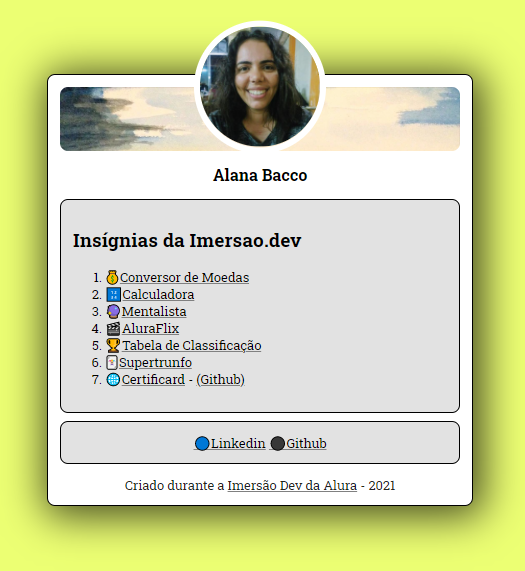 Alana Bacco
Insígnias da Imersao.dev
1. Conversor de Moedas
2. Calculadora
3. Mentalista
4. AluraFlix
5. Tabela de Classificação
6. Supertrunfo
7. Certificard - (Github)
Linkedin Github
Criado durante a Imersão Dev da Alura - 2021